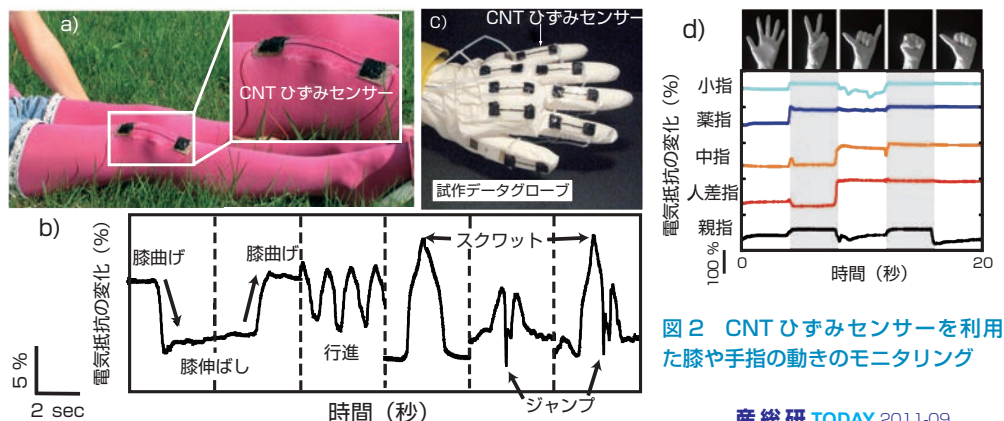 a)
CNT ひずみセンサー
c)
CNT ひずみセンサー
試作データグローブ
d)
電気抵抗の変化（%）
小指
薬指
中指
人差指
親指
100 %
0
20
時間（秒）
b)
電気抵抗の変化（%）
膝曲げ
膝伸ばし
膝曲げ
行進
スクワット
ジャンプ
5 %
2 sec
時間（秒）
図 2 CNT ひずみセンサーを利用
た膝や手指の動きのモニタリング
産総研 TODAY 2011-09